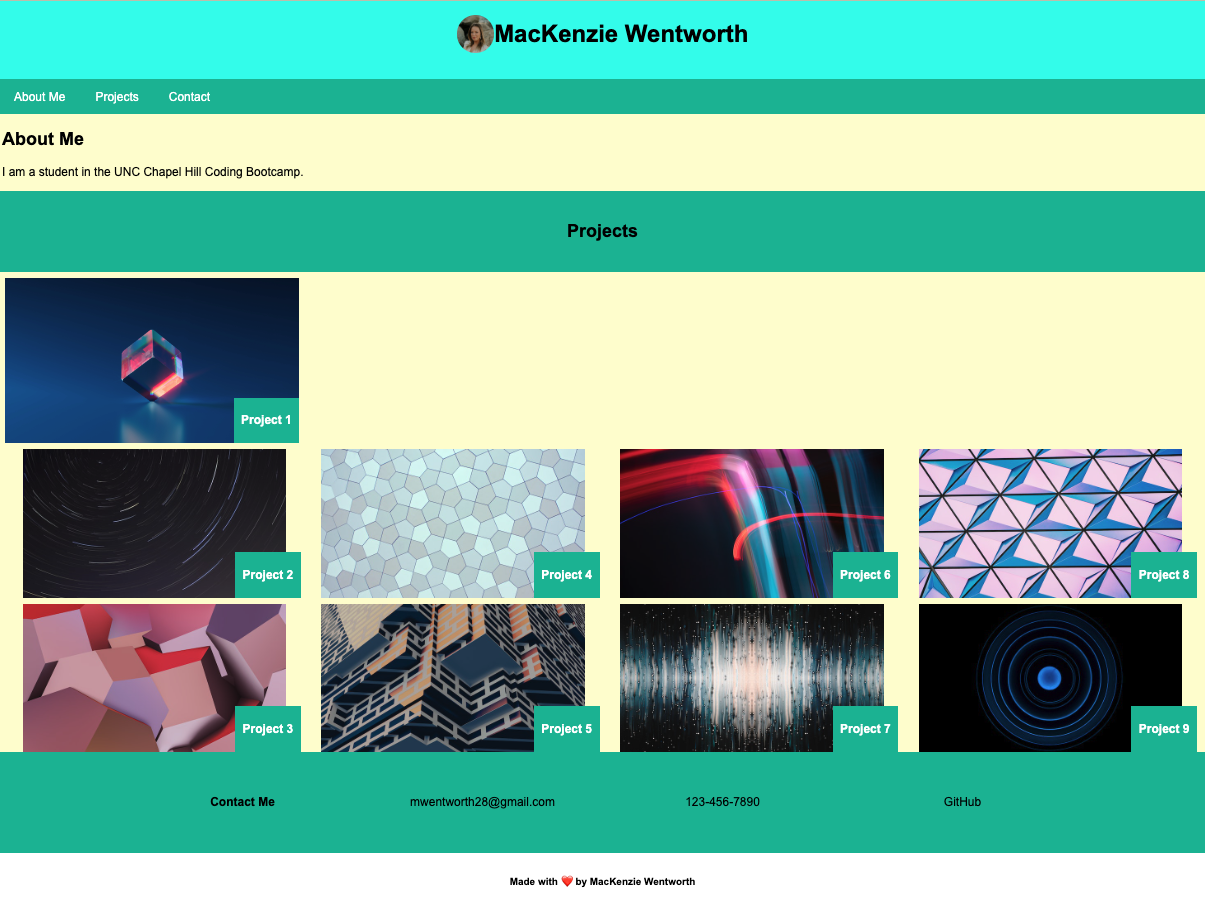 MacKenzie Wentworth
About Me Projects Contact
About Me
I am a student in the UNC Chapel Hill Coding Bootcamp.
Projects
Project 1
Project 2 Project 4 Project 6 Project 8
Project 3 Project 5 Project 7 Project 9
Contact Me mwentworth28@gmail.com 123-456-7890 GitHub
Made with ❤️ by MacKenzie Wentworth